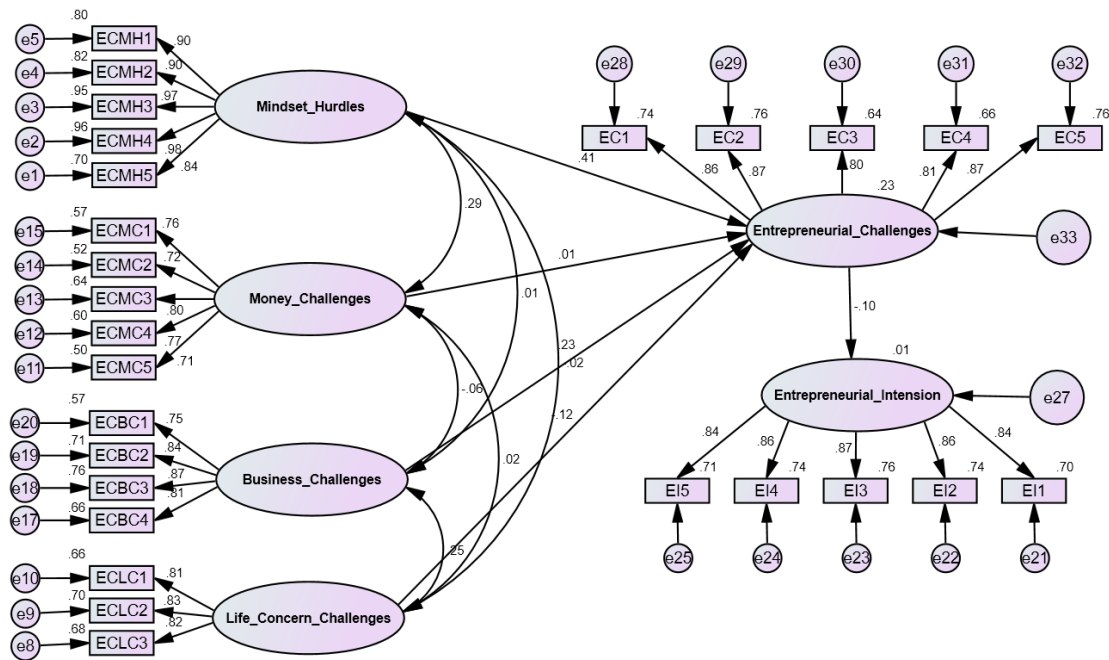 .80
e5 ECMH1 .90
.82
e4 ECMH2 .90
.95
e3 ECMH3 .97
.96
e2 ECMH4 .98
.70
e1 ECMH5 .84
Mindset_Hurdles
.57
e15 ECMC1 .76
.52
e14 ECMC2 .72
.64
e13 ECMC3 .80
.60
e12 ECMC4 .77
.50
e11 ECMC5 .71
Money_Challenges
.57
e20 ECBC1 .75
.71
e19 ECBC2 .84
.76
e18 ECBC3 .87
.66
e17 ECBC4 .81
Business_Challenges
.66
e10 ECLC1 .81
.70
e9 ECLC2 .83
.68
e8 ECLC3 .82
Life_Concern_Challenges
.29
.01
.23
-.06
.02
.25
.41
.01
.02
-.12
e28 e29 e30 e31 e32
.74 .76 .64 .66 .76
EC1 EC2 EC3 EC4 EC5
.86 .87 .80 .81 .87
.23
Entrepreneurial_Challenges
e33
-.10
.01
Entrepreneurial_Intension
e27
.84 .86 .87 .86 .84
.71 .74 .76 .74 .70
EI5 EI4 EI3 EI2 EI1
e25 e24 e23 e22 e21